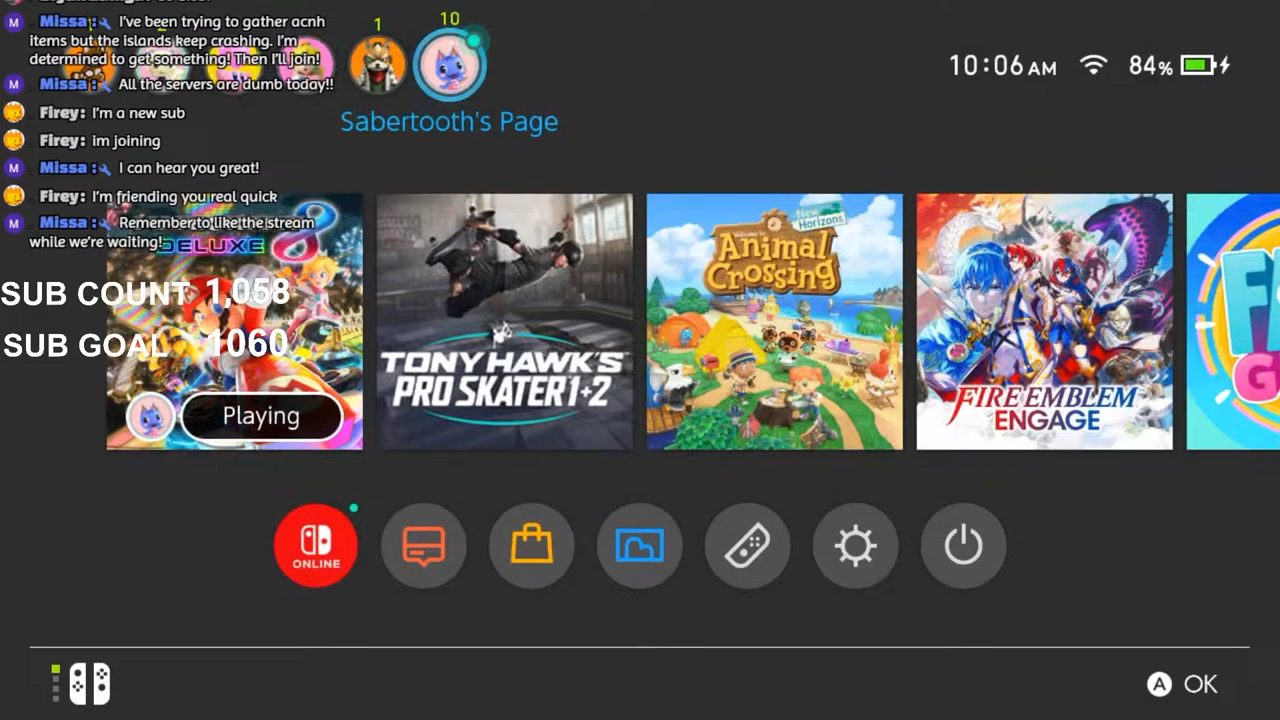 Missa: I've been trying to gather acnh
items but the islands keep crashing. I'm
determined to get something! Then I'll join!
Missa: All the servers are dumb today!!
Firey: I'm a new sub
Firey: im joining
Missa: I can hear you great!
Firey: I'm friending you real quick
Missa: Remember to like the stream
while we're waiting!
1
10
Sabertooth's Page
10:06 AM
84%
8
DELUXE
SUB COUNT 1,058
SUB GOAL 1060
Playing
TONY HAWK'S
PRO SKATER 1+2
New
Horizons
Welcome to
Animal
Crossing
FIRE EMBLEM
ENGAGE
ONLINE
A OK